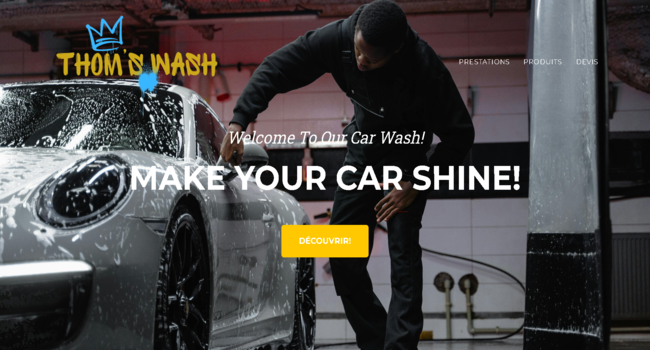 THOM'S WASH
PRESTATIONS PRODUITS DEVIS
Welcome To Our Car Wash!
MAKE YOUR CAR SHINE!
DÉCOUVRIR!